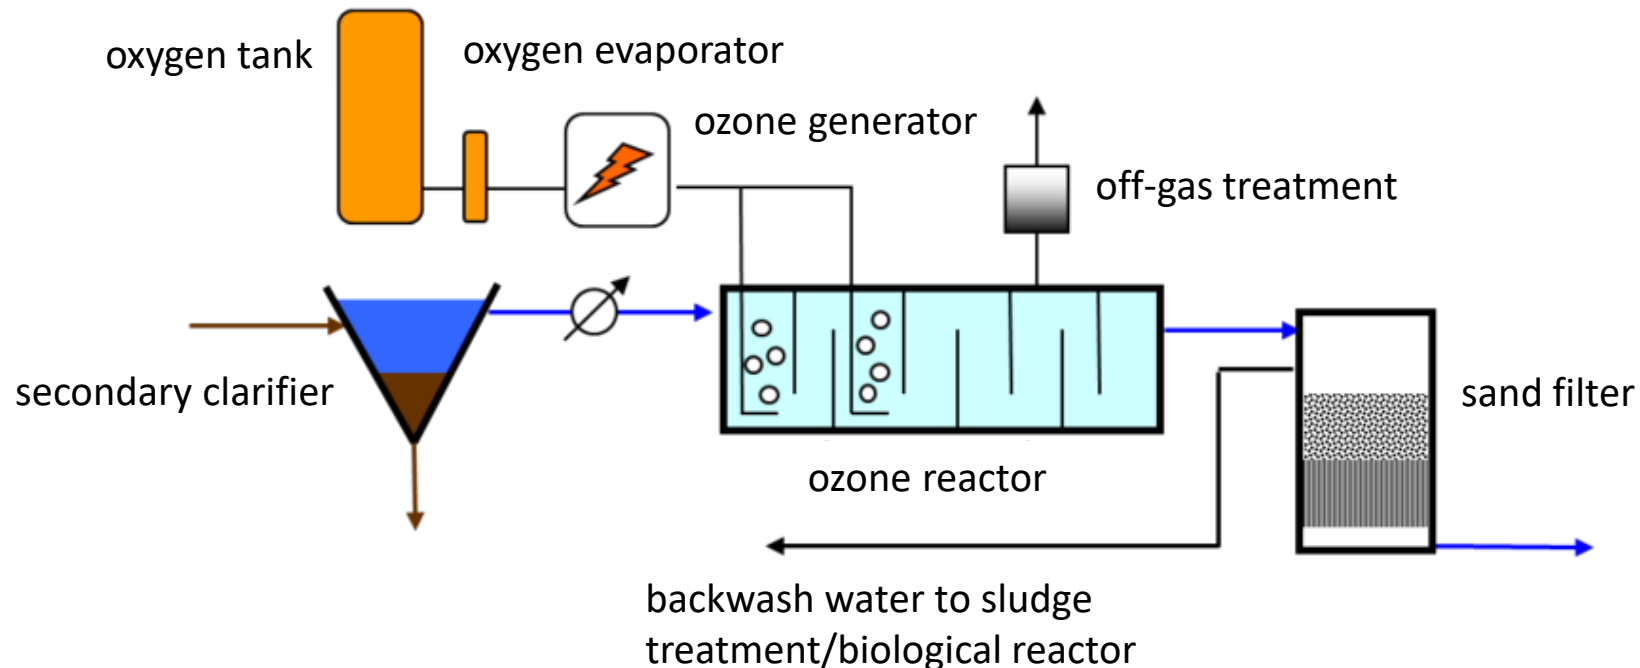 oxygen tank
oxygen evaporator
ozone generator
off-gas treatment
secondary clarifier
sand filter
ozone reactor
backwash water to sludge
treatment/biological reactor